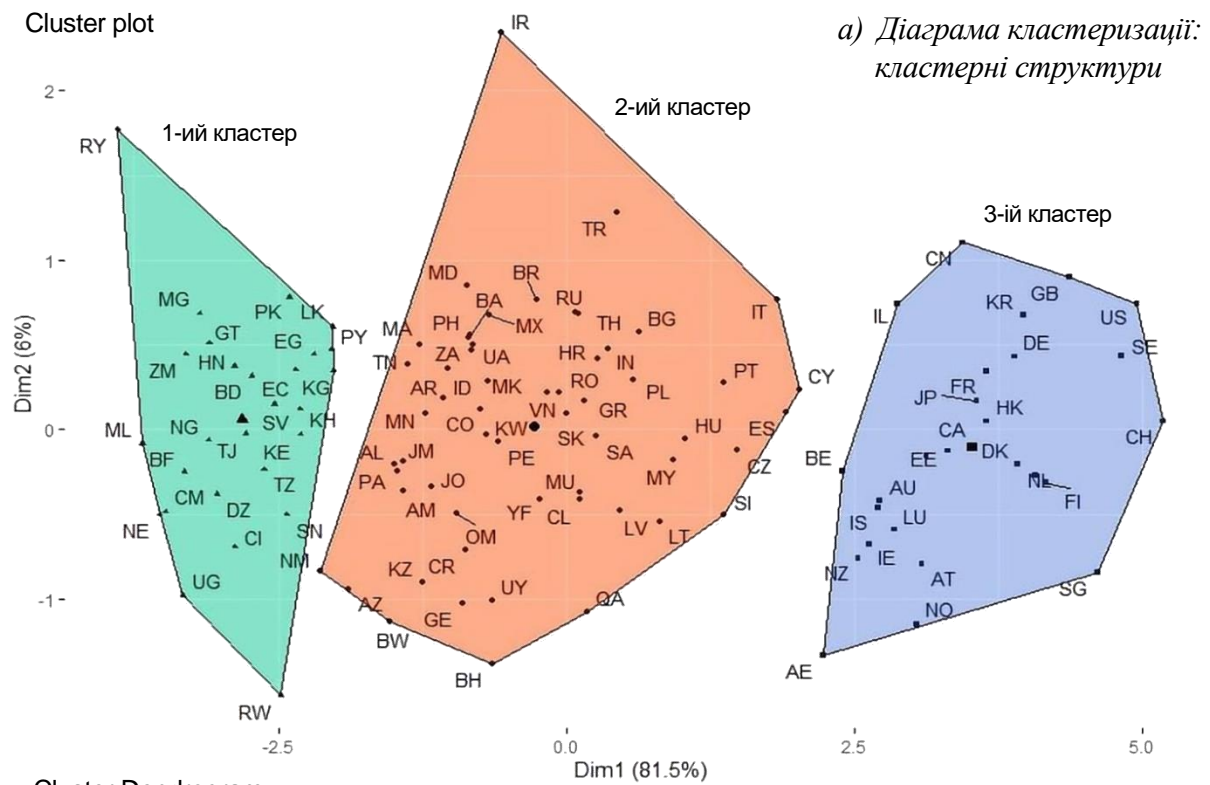 Cluster plot
а) Діаграма кластеризації:
кластерні структури
IR
2-ий кластер
2
RY
1-ий кластер
3-ій кластер
TR
1
CN
MD
BR
MG
PK
LK
BA
RU
KR
GB
IT
IL
US
GT
PY
MA
PH
MX
TH
BG
EG
DE
SE
ZM
HN
TN
ZA
UA
HR
IN
PT
CY
BD
EC
KG
AR
ID
MK
RO
PL
JP
FR
HK
NG
SV
KH
MN
CO
VN
GR
HU
ES
0
ML
TJ
KE
KW
SK
SA
CA
DK
CH
BF
AL
JM
PE
MY
CZ
BE
EE
CM
TZ
PA
JO
MU
SI
AU
NL
FI
NE
DZ
CI
SN
AM
OM
YF
CL
LV
LT
IS
LU
UG
NM
KZ
CR
NZ
IE
AT
SG
-1
AZ
GE
UY
QA
NO
BW
BH
AE
RW
Dim2 (6%)
-2.5
0.0
2.5
5.0
Dim1 (81.5%)
Cluster Dendrogram